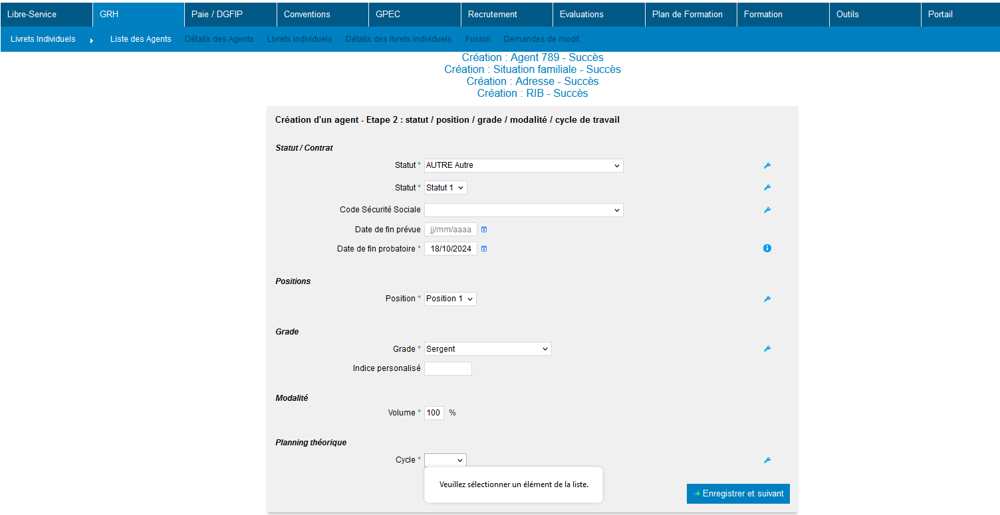 Libre-Service GRH Paie / DGFIP Conventions GPEC Recrutement Evaluations Plan de Formation Formation Outils Portail
Livrets Individuels Liste des Agents Détails des Agents Livrets individuels Détails des livrets individuels Fusion Demandes de modif.
Création : Agent 789 - Succès
Création : Situation familiale - Succès
Création : Adresse - Succès
Création : RIB - Succès
Création d'un agent - Etape 2 : statut / position / grade / modalité / cycle de travail
Statut / Contrat
Statut * AUTRE Autre
Statut * Statut 1
Code Sécurité Sociale
Date de fin prévue jj/mm/aaaa
Date de fin probatoire * 18/10/2024
Positions
Position * Position 1
Grade
Grade * Sergent
Indice personalisé
Modalité
Volume * 100 %
Planning théorique
Cycle *
Veuillez sélectionner un élément de la liste.
Enregistrer et suivant